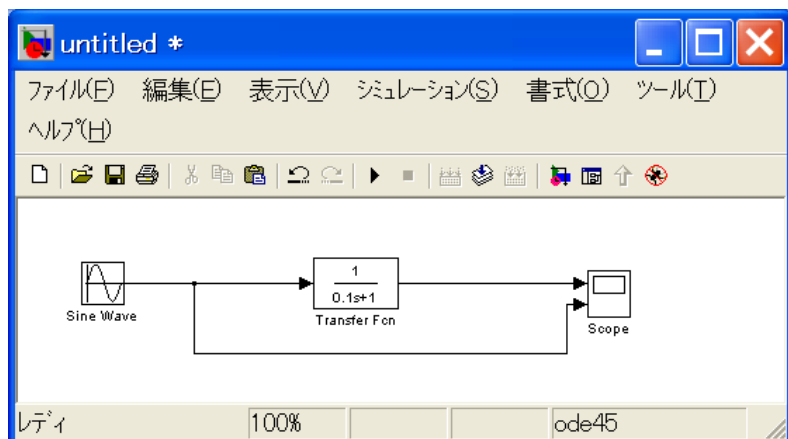 untitled *
ファイル(F) 編集(E) 表示(V) シミュレーション(S) 書式(O) ツール(T)
ヘルプ(H)
1
0.1s+1
Sine Wave
Transfer Fcn
Scope
レディ 100% ode45